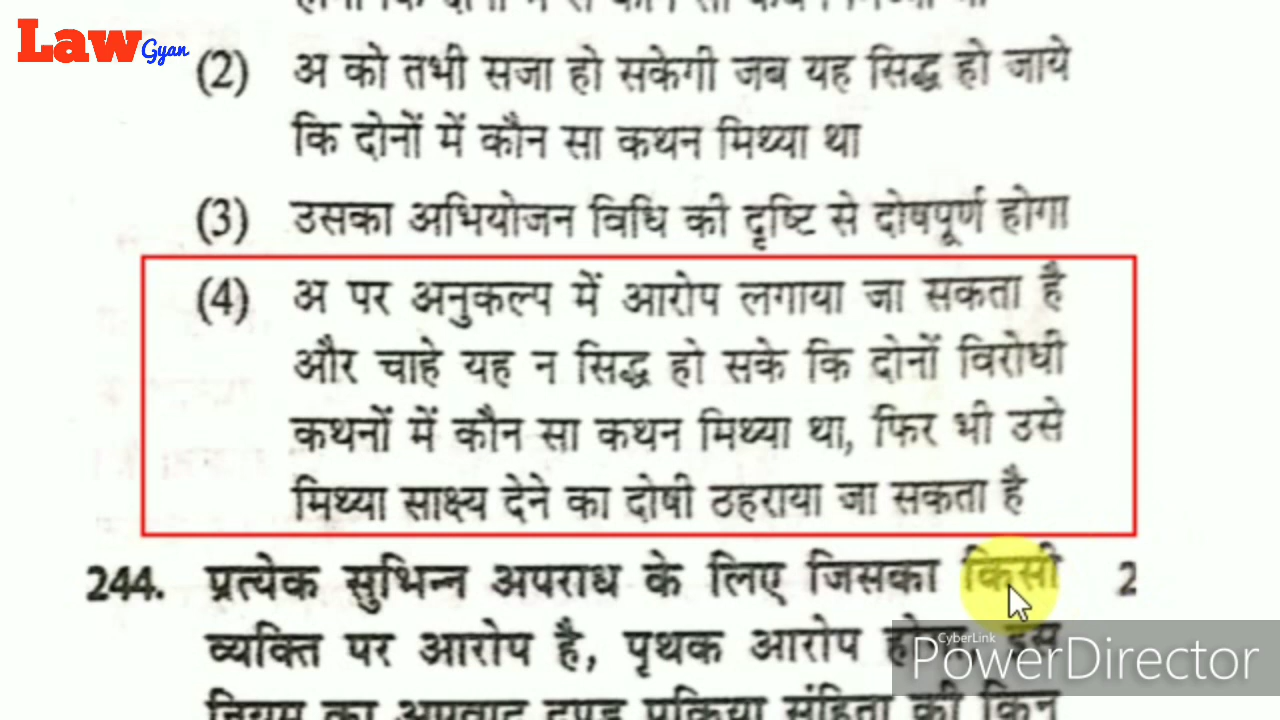 Law Gyan
(2) अ को तभी सजा हो सकेगी जब यह सिद्ध हो जाये
कि दोनों में कौन सा कथन मिथ्या था
(3) उसका अभियोजन विधि की दृष्टि से दोषपूर्ण होगा
(4) अ पर अनुकल्प में आरोप लगाया जा सकता है
और चाहे यह न सिद्ध हो सके कि दोनों विरोधी
कथनों में कौन सा कथन मिथ्या था, फिर भी उसे
मिथ्या साक्ष्य देने का दोषी ठहराया जा सकता है
244. प्रत्येक सुभिन्न अपराध के लिए जिसका किसी 2
व्यक्ति पर आरोप है, पृथक आरोप
CyberLink
PowerDirector